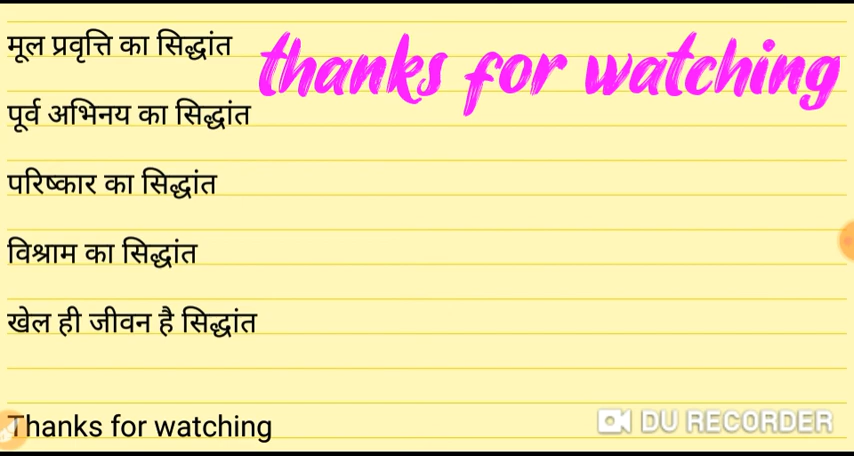 मूल प्रवृत्ति का सिद्धांत
thanks for watching
पूर्व अभिनय का सिद्धांत
परिष्कार का सिद्धांत
विश्राम का सिद्धांत
खेल ही जीवन है सिद्धांत
Thanks for watching
DU RECORDER